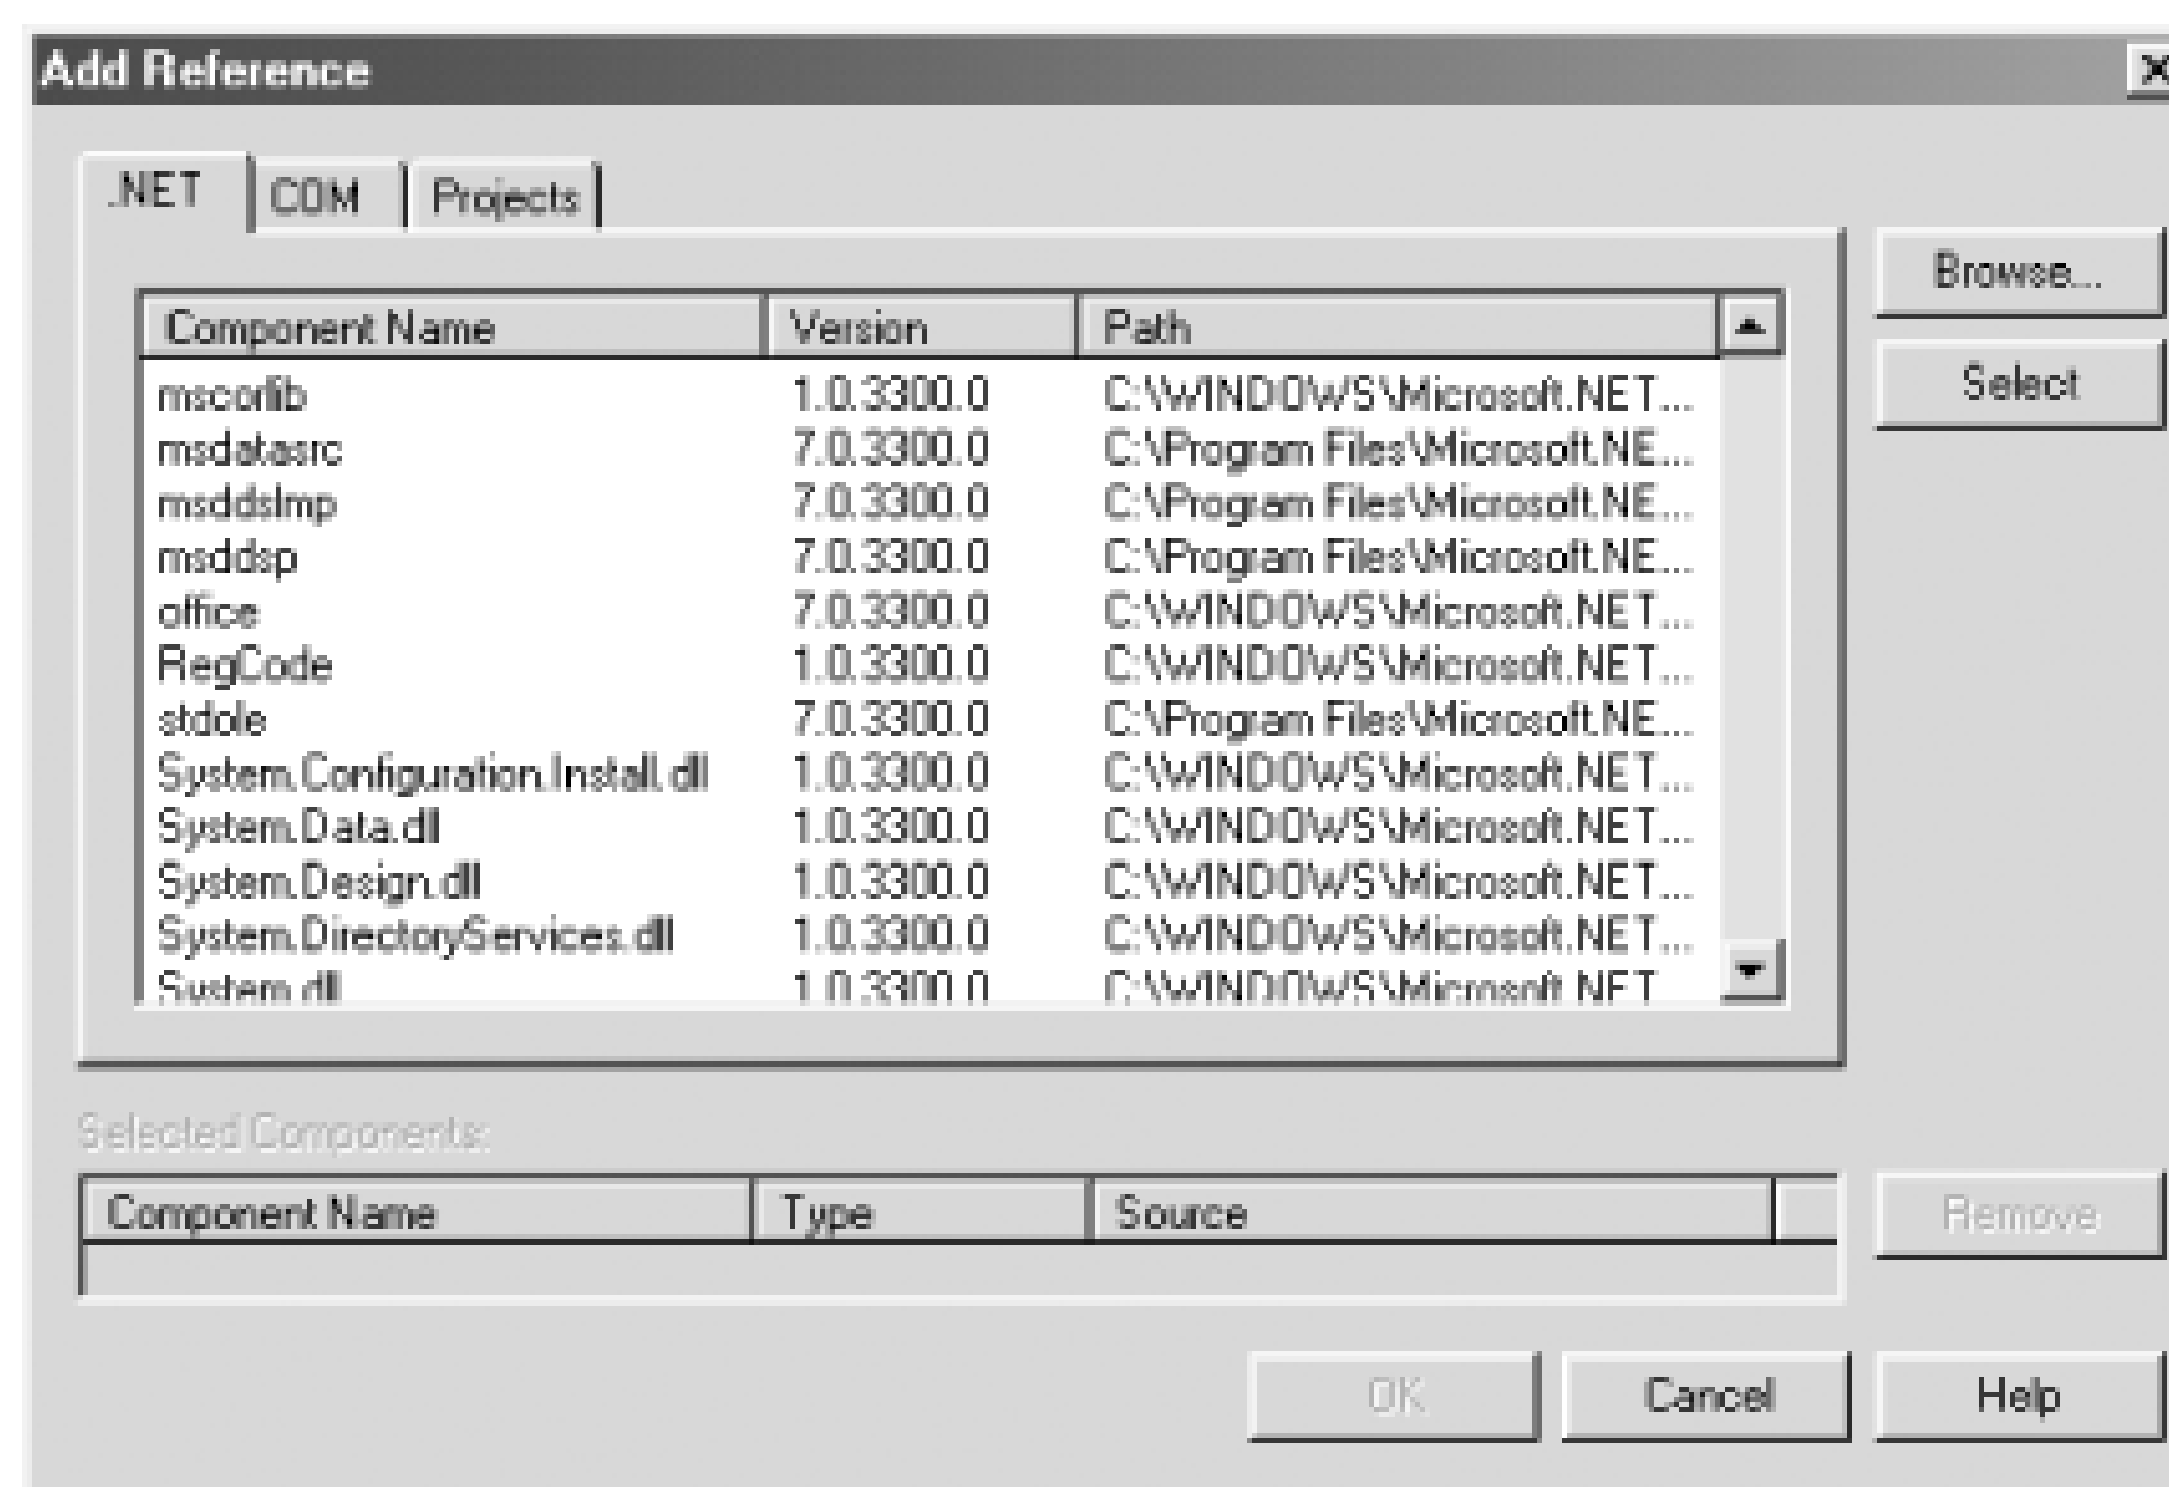 Add Reference
.NET COM Projects
Browse...
Select
Component Name Version Path
mscorlib 1.0.3300.0 C:\WINDOWS\Microsoft.NET...
msdatasrc 7.0.3300.0 C:\Program Files\Microsoft.NE...
msddslmp 7.0.3300.0 C:\Program Files\Microsoft.NE...
msddsp 7.0.3300.0 C:\Program Files\Microsoft.NE...
office 7.0.3300.0 C:\WINDOWS\Microsoft.NET...
RegCode 1.0.3300.0 C:\WINDOWS\Microsoft.NET...
stdole 7.0.3300.0 C:\Program Files\Microsoft.NE...
System.Configuration.Install.dll 1.0.3300.0 C:\WINDOWS\Microsoft.NET...
System.Data.dll 1.0.3300.0 C:\WINDOWS\Microsoft.NET...
System.Design.dll 1.0.3300.0 C:\WINDOWS\Microsoft.NET...
System.DirectoryServices.dll 1.0.3300.0 C:\WINDOWS\Microsoft.NET...
System.dll 1.0.3300.0 C:\WINDOWS\Microsoft.NET
Selected Components:
Component Name Type Source
Remove
OK Cancel Help